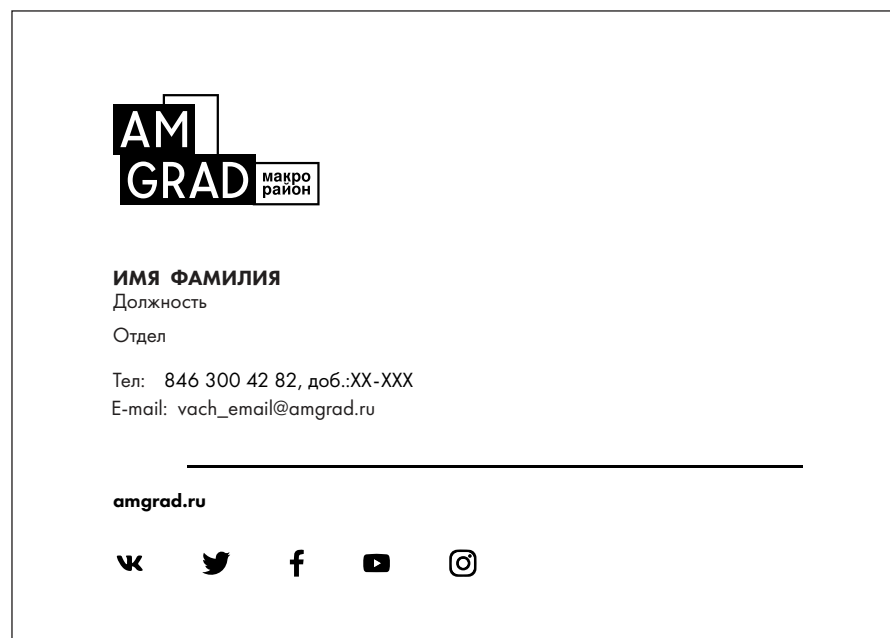 AM
GRAD
макро
район
ИМЯ ФАМИЛИЯ
Должность
Отдел
Тел: 846 300 42 82, доб.:XX-XXX
E-mail: vach_email@amgrad.ru
amgrad.ru